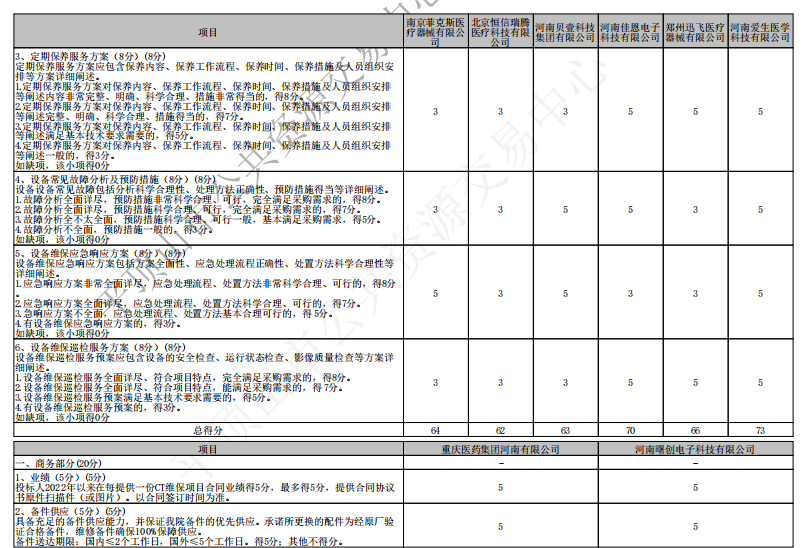 项目
南京菲克斯医
疗器械有限公
司
北京恒信瑞腾
医疗科技有限
公司
河南贝壹科技
集团有限公司
河南佳恩电子
科技有限公司
郑州迅飞医疗
器械有限公司
河南爱生医学
科技有限公司
3、定期保养服务方案（8分）(8分)
定期保养服务方案应包含保养内容、保养工作流程、保养时间、保养措施及人员组织安
排等方案详细阐述。
1.定期保养服务方案对保养内容、保养工作流程、保养时间、保养措施及人员组织安排
等阐述内容非常完整、明确、科学合理、措施非常得当的，得8分。
2.定期保养服务方案对保养内容、保养工作流程、保养时间、保养措施及人员组织安排
等阐述完整、明确、科学合理、措施得当的，得7分。
3.定期保养服务方案对保养内容、保养工作流程、保养时间、保养措施及人员组织安排
等阐述满足基本技术要求需要的，得5分。
4.定期保养服务方案对保养内容、保养工作流程、保养时间、保养措施及人员组织安排
等阐述一般的，得3分。
如缺项，该小项得0分
3 3 3 5 5 5
4、设备常见故障分析及预防措施（8分）(8分)
设备设备常见故障包括分析科学合理性、处理方法正确性、预防措施得当等详细阐述。
1.故障分析全面详尽，预防措施非常科学合理、可行，完全满足采购需求的，得8分。
2.故障分析全面详尽，预防措施科学合理、可行，完全满足采购需求的，得7分。
3.故障分析全不太全面，预防措施科学合理、可行一般，基本满足采购需求，得5分。
4.故障分析不全面，预防措施一般的，得3分。
如缺项，该小项得0分
3 3 5 5 3 5
5、设备维保应急响应方案（8分）(8分)
设备维保应急响应方案包括方案全面性、应急处理流程正确性、处置方法科学合理性等
详细阐述。
1.应急响应方案非常全面详尽，应急处理流程、处置方法非常科学合理、可行的，得8分
。
2.应急响应方案全面详尽，应急处理流程、处置方法科学合理、可行的，得7分。
3.急响应方案不全面，应急处理流程、处置方法基本合理可行的，得5分。
4.有设备维保应急响应方案的，得3分。
如缺项，该小项得0分
5 3 5 3 3 5
6、设备维保巡检服务方案（8分）(8分)
设备维保巡检服务预案应包含设备的安全检查、运行状态检查、影像质量检查等方案详
细阐述。
1.设备维保巡检服务全面详尽、符合项目特点，完全满足采购需求的，得8分。
2.设备维保巡检服务全面详尽、符合项目特点，能满足采购需求的，得7分。
3.设备维保巡检服务预案满足基本技术要求需要的，得5分。
4.有设备维保巡检服务预案的，得3分。
如缺项，该小项得0分
3 3 3 5 5 5
总得分 64 62 63 70 66 73
项目 重庆医药集团河南有限公司 河南曙创电子科技有限公司
一、商务部分(20分) - -
1、业绩（5分）(5分)
投标人2022年以来在每提供一份CT维保项目合同业绩得5分，最多得5分，提供合同协议
书原件扫描件（或图片）。以合同签订时间为准。
5 5
2、备件供应（5分）(5分)
具备充足的备件供应能力，并保证我院备件的优先供应。承诺所更换的配件为经原厂验
证合格备件，维修备件确保100%保障供应。
备件送达期限：国内≤2个工作日，国外≤5个工作日。得5分；其他不得分。
5 5